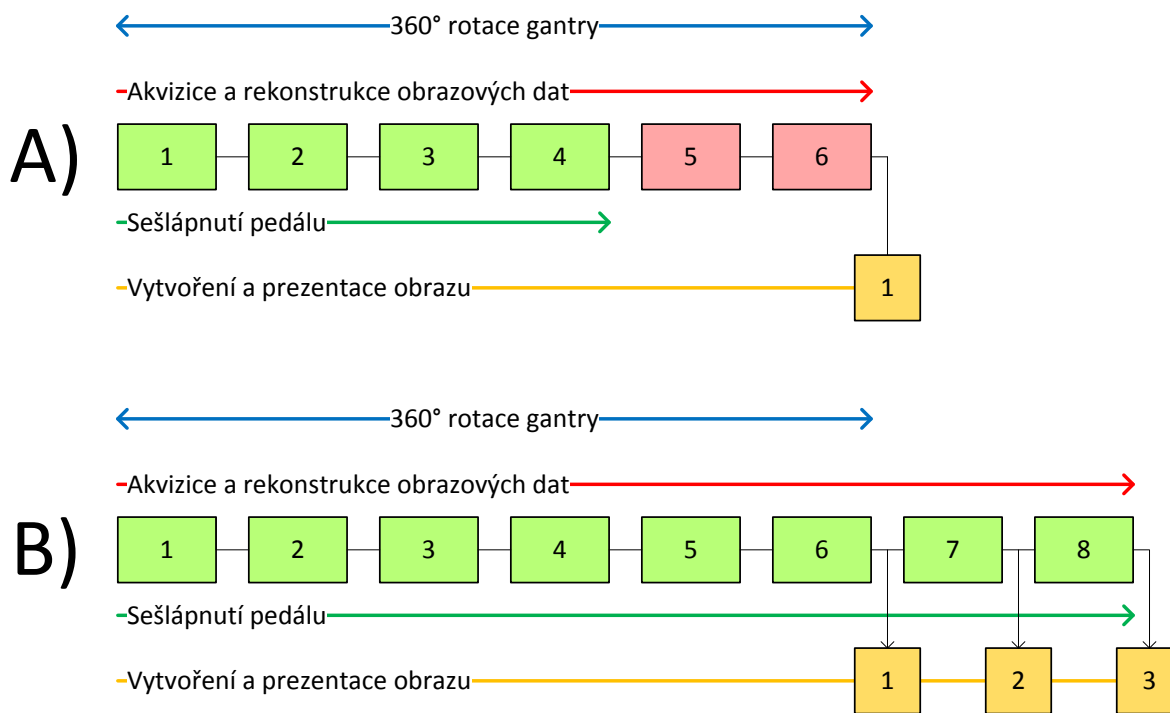 360° rotace gantry
Akvizice a rekonstrukce obrazových dat
A)
1 2 3 4 5 6
Sešlápnutí pedálu
Vytvoření a prezentace obrazu
1
360° rotace gantry
Akvizice a rekonstrukce obrazových dat
B)
1 2 3 4 5 6 7 8
Sešlápnutí pedálu
Vytvoření a prezentace obrazu
1 2 3